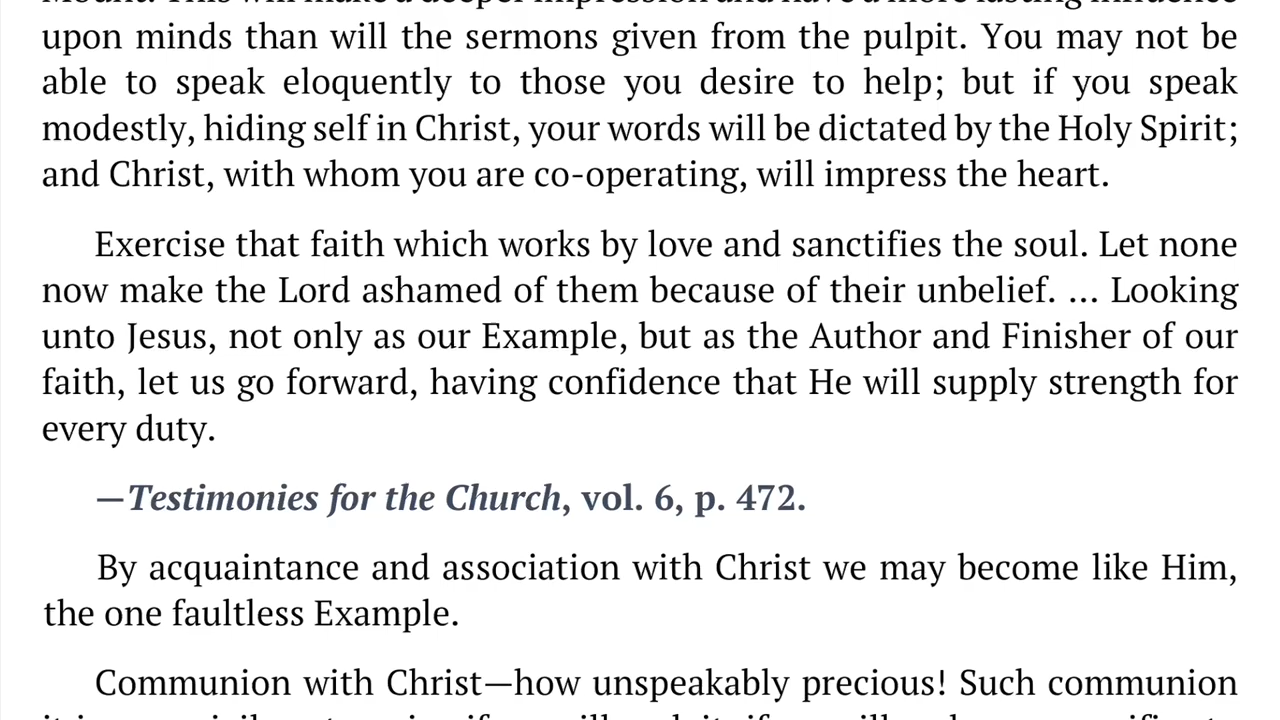 upon minds than will the sermons given from the pulpit. You may not be
able to speak eloquently to those you desire to help; but if you speak
modestly, hiding self in Christ, your words will be dictated by the Holy Spirit;
and Christ, with whom you are co-operating, will impress the heart.
Exercise that faith which works by love and sanctifies the soul. Let none
now make the Lord ashamed of them because of their unbelief. ... Looking
unto Jesus, not only as our Example, but as the Author and Finisher of our
faith, let us go forward, having confidence that He will supply strength for
every duty.
—Testimonies for the Church, vol. 6, p. 472.
By acquaintance and association with Christ we may become like Him,
the one faultless Example.
Communion with Christ—how unspeakably precious! Such communion